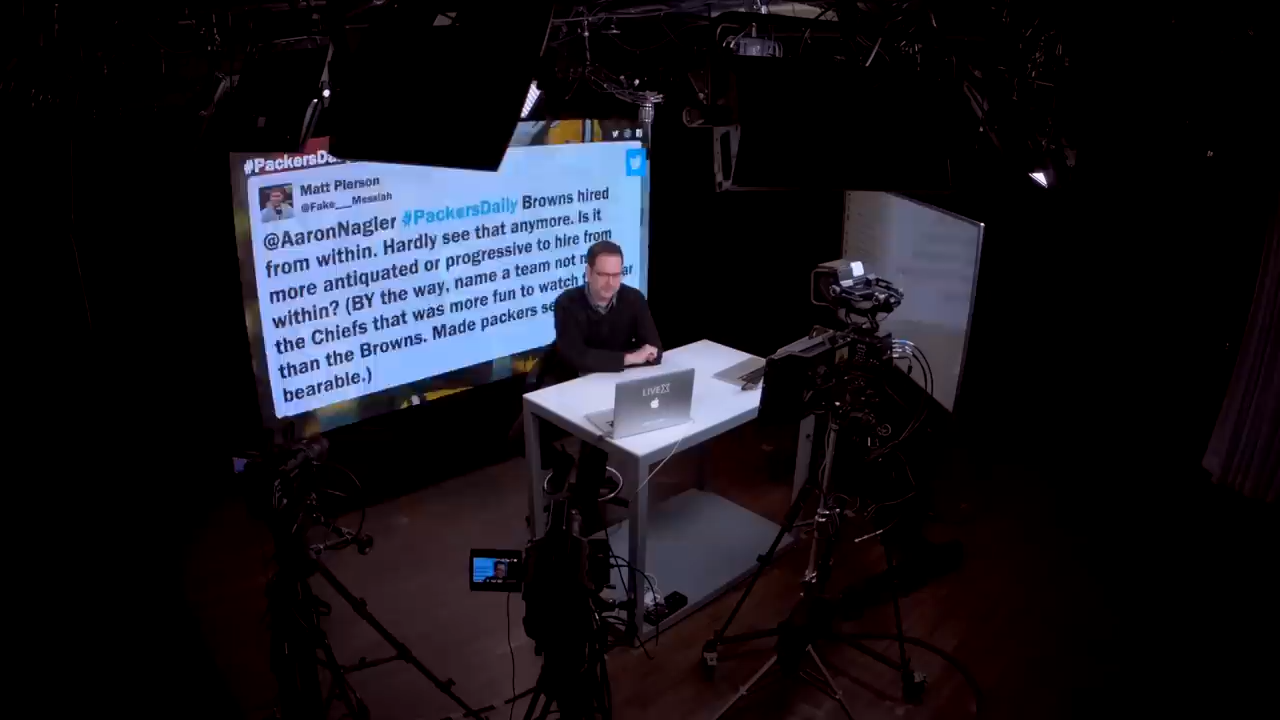 #PackersDa
Matt Pierson
@Fake___Messiah
@AaronNagler #PackersDaily Browns hired
from within. Hardly see that anymore. Is it
more antiquated or progressive to hire from
within? (BY the way, name a team not
the Chiefs that was more fun to watch
than the Browns. Made packers
bearable.)
LIVE